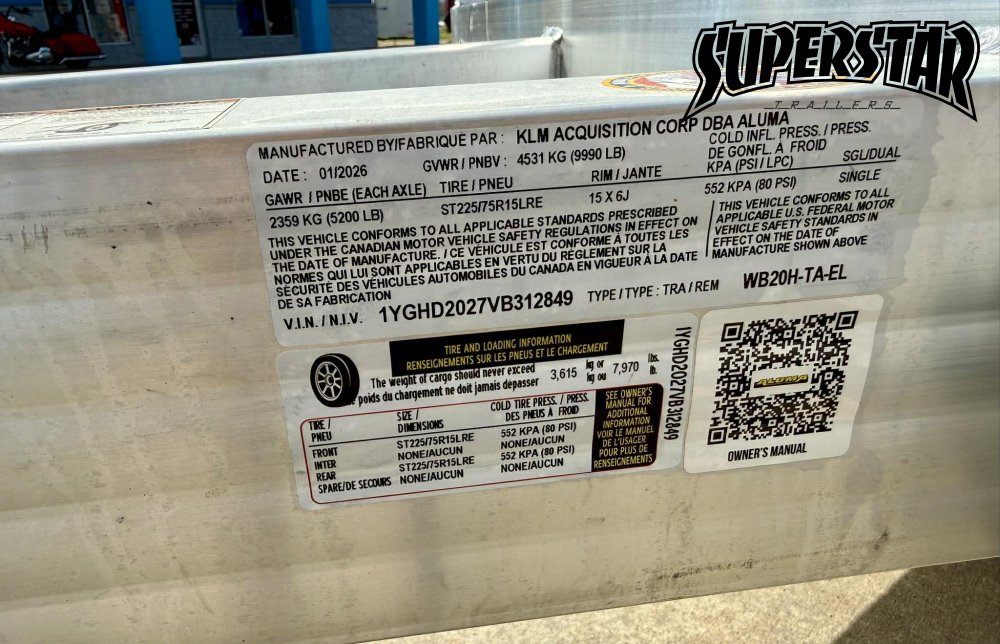 SUPERSTAR
TRAILERS
MANUFACTURED BY/FABRIQUÉ PAR : KLM ACQUISITION CORP DBA ALUMA
DATE : 01/2026 GVWR / PNBV : 4531 KG (9990 LB) COLD INFL. PRESS. / PRESS.
DE GONFL. À FROID
GAWR / PNBE (EACH AXLE) TIRE / PNEU RIM / JANTE KPA (PSI / LPC) SGL/DUAL
2359 KG (5200 LB) ST225/75R15LRE 15 X 6J 552 KPA (80 PSI) SINGLE
THIS VEHICLE CONFORMS TO ALL APPLICABLE STANDARDS PRESCRIBED
UNDER THE CANADIAN MOTOR VEHICLE SAFETY REGULATIONS IN EFFECT ON
THE DATE OF MANUFACTURE. / CE VÉHICULE EST CONFORME À TOUTES LES
NORMES QUI LUI SONT APPLICABLES EN VERTU DU RÈGLEMENT SUR LA
SÉCURITÉ DES VÉHICULES AUTOMOBILES DU CANADA EN VIGUEUR À LA DATE
DE SA FABRICATION
THIS VEHICLE CONFORMS TO ALL
APPLICABLE U.S. FEDERAL MOTOR
VEHICLE SAFETY STANDARDS IN
EFFECT ON THE DATE OF
MANUFACTURE SHOWN ABOVE
V.I.N. / N.I.V. 1YGHD2027VB312849 TYPE / TYPE : TRA / REM WB20H-TA-EL
TIRE AND LOADING INFORMATION
RENSEIGNEMENTS SUR LES PNEUS ET LE CHARGEMENT
The weight of cargo should never exceed 3,615 kg or 7,970 lbs.
poids du chargement ne doit jamais dépasser kg ou lb.
TIRE / SIZE / COLD TIRE PRESS. / PRESS.
PNEU DIMENSIONS DES PNEUS À FROID
FRONT ST225/75R15LRE 552 KPA (80 PSI)
INTER NONE/AUCUN NONE/AUCUN
REAR ST225/75R15LRE 552 KPA (80 PSI)
SPARE/DE SECOURS NONE/AUCUN NONE/AUCUN
SEE OWNER'S
MANUAL FOR
ADDITIONAL
INFORMATION
VOIR LE MANUEL
DE L'USAGER
POUR PLUS DE
RENSEIGNEMENTS
1YGHD2027VB312849
ALUMA
OWNER'S MANUAL